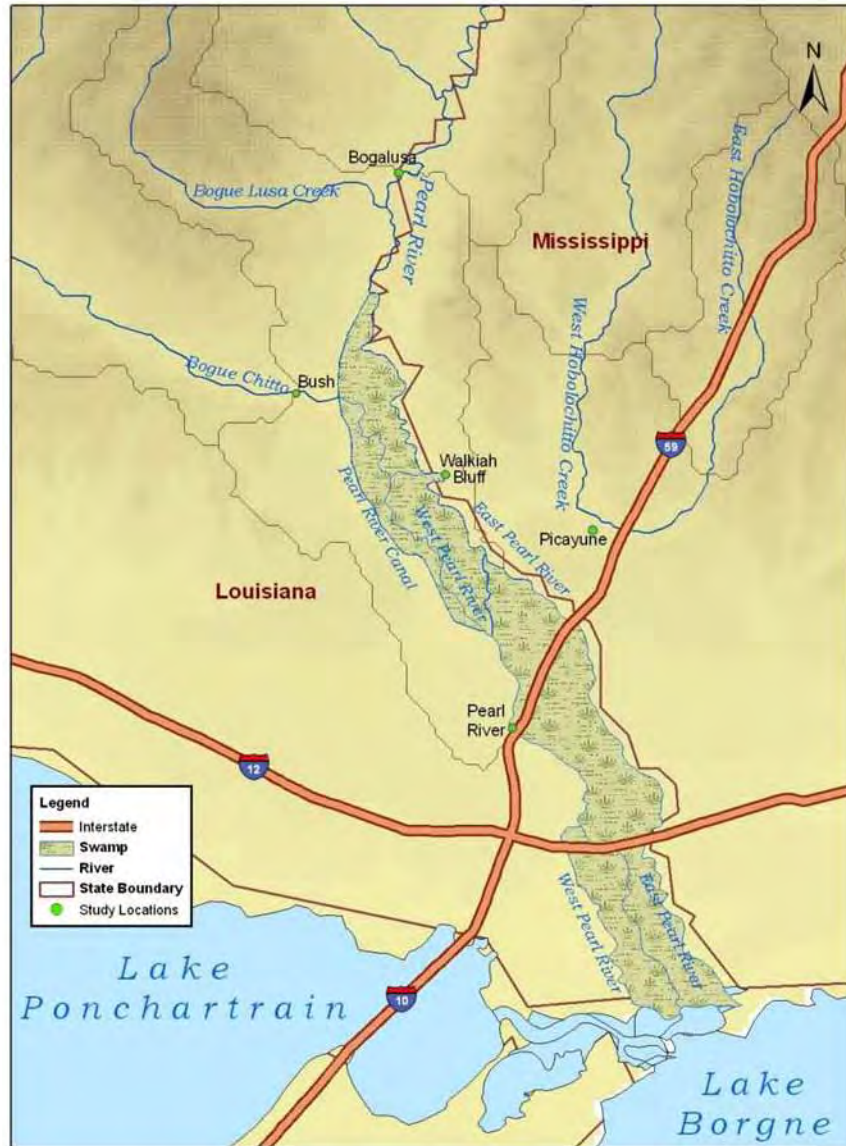 N
Bogalusa
Bogue Lusa Creek
Pearl River
Mississippi
East Hobolochitto Creek
West Hobolochitto Creek
Bogue Chitto
Bush
59
Walkiah
Bluff
Pearl River Canal
West Pearl River
East Pearl River
Picayune
Louisiana
Pearl
River
12
Legend
Interstate
Swamp
River
State Boundary
Study Locations
West Pearl River
East Pearl River
Lake
Ponchartrain
10
Lake
Borgne